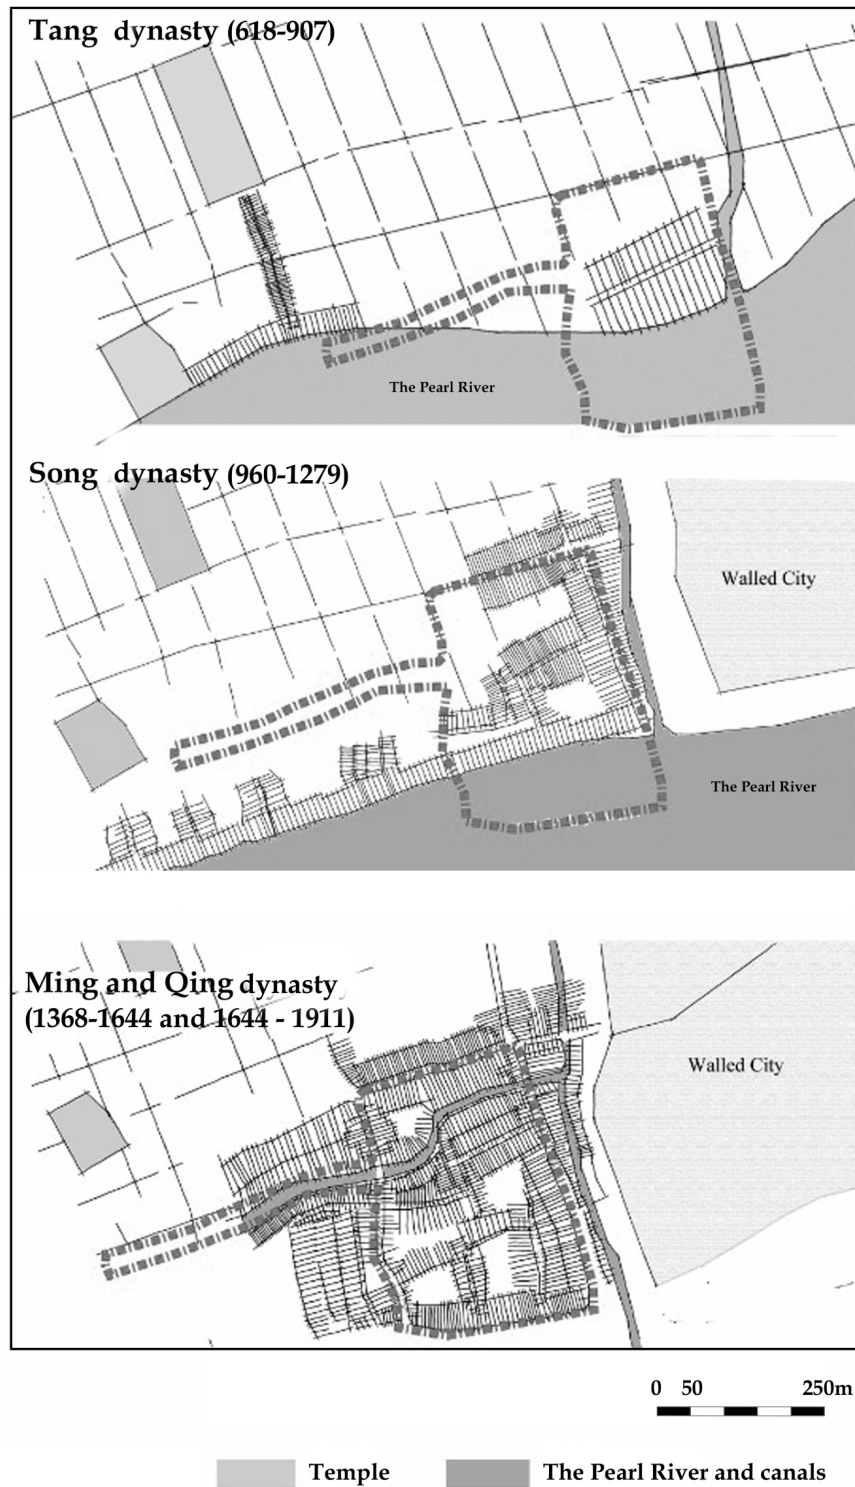 Tang dynasty (618-907)
The Pearl River
Song dynasty (960-1279)
Walled City
The Pearl River
Ming and Qing dynasty
(1368-1644 and 1644 - 1911)
Walled City
0 50 250m
Temple
The Pearl River and canals